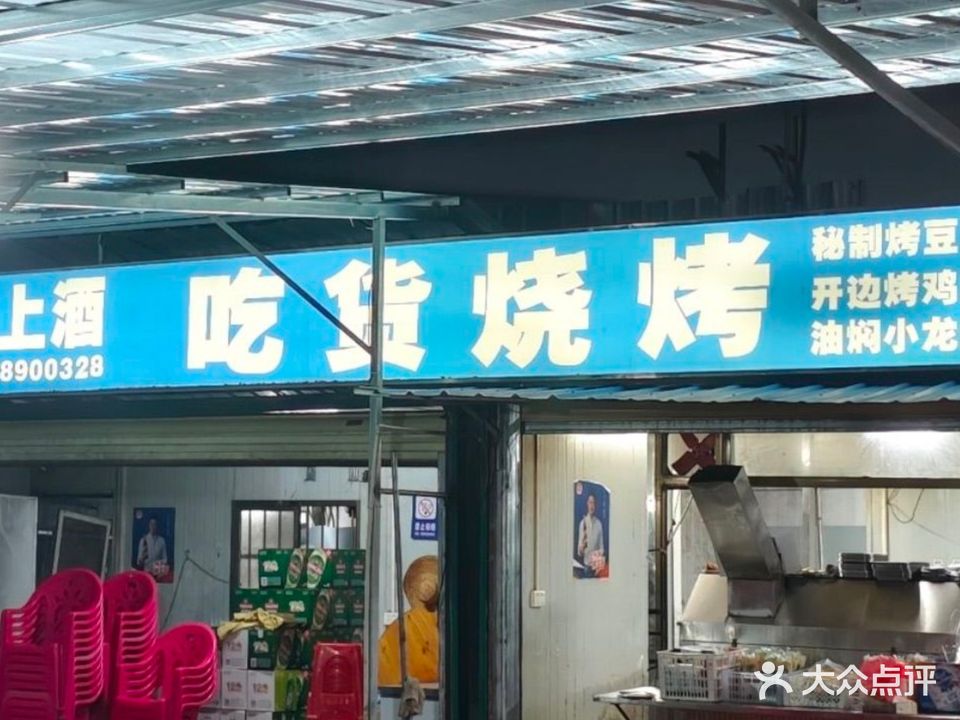 上酒
8900328
吃货烧烤
秘制烤豆
开边烤鸡
油焖小龙
大众点评